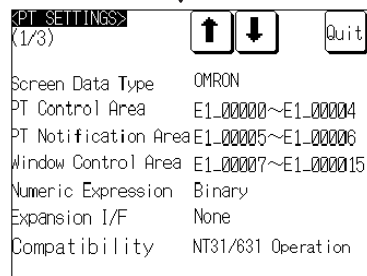 <PT SETTINGS>
(1/3) Quit
Screen Data Type OMRON
PT Control Area E1_00000~E1_00004
PT Notification Area E1_00005~E1_00006
Window Control Area E1_00007~E1_000015
Numeric Expression Binary
Expansion I/F None
Compatibility NT31/631 Operation